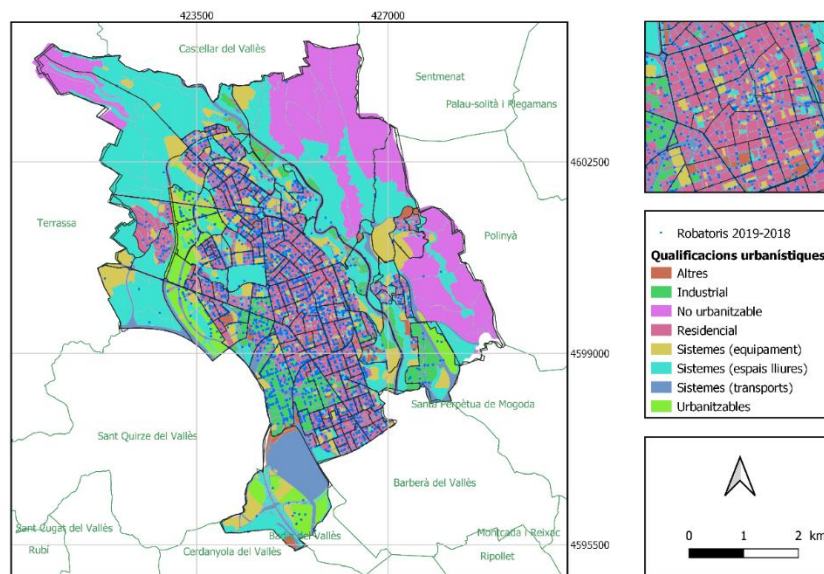 423500
427000
Castellar del Vallès
Sentmenat
Palau-solità i Plegamans
4602500
Terrassa
Polinyà
4599000
Santa Perpètua de Mogoda
Sant Quirze del Vallès
Barberà del Vallès
Sant Cugat del Vallès
Rubí
Badia del Vallès
Cerdanyola del Vallès
Montcada i Reixac
Ripollet
4595500
Robatoris 2019-2018
Qualificacions urbanístiques
Altres
Industrial
No urbanitzable
Residencial
Sistemes (equipament)
Sistemes (espais lliures)
Sistemes (transports)
Urbanitzables
0 1 2 km